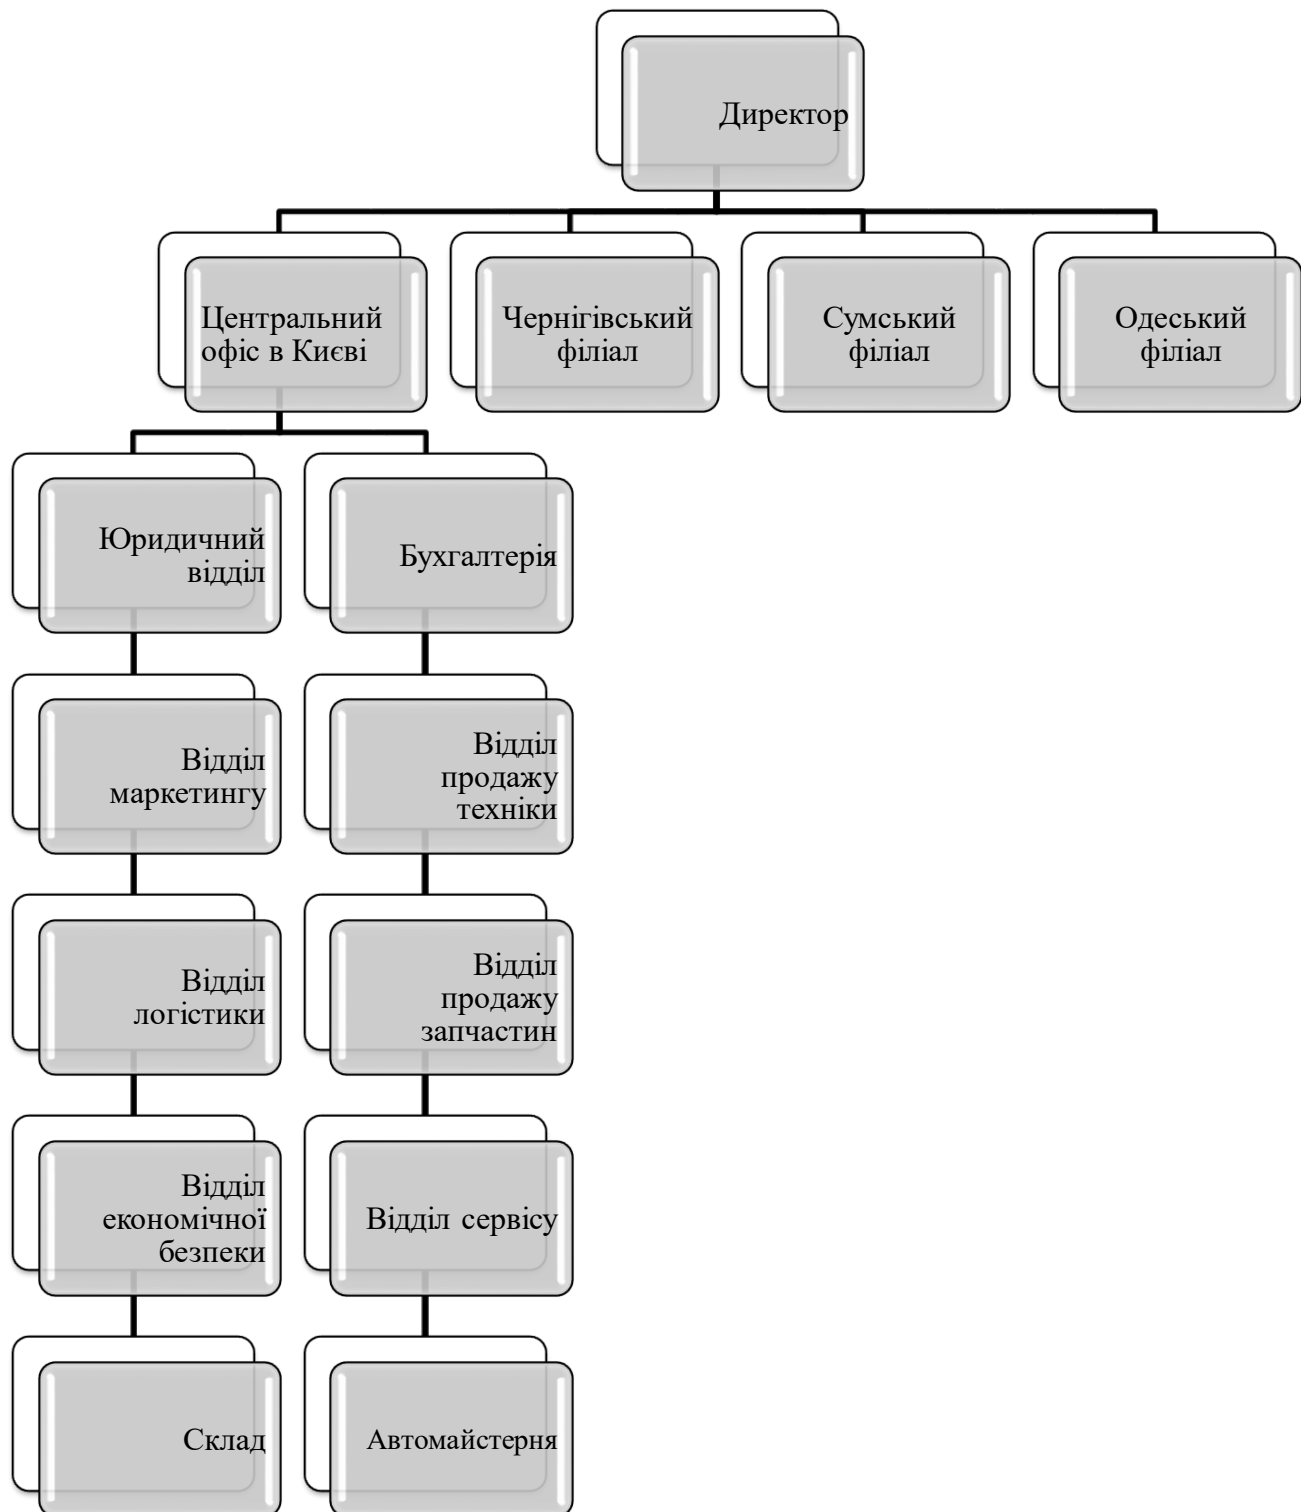 Директор
Центральний
офіс в Києві
Чернігівський
філіал
Сумський
філіал
Одеський
філіал
Юридичний
відділ
Бухгалтерія
Відділ
маркетингу
Відділ
продажу
техніки
Відділ
логістики
Відділ
продажу
запчастин
Відділ
економічної
безпеки
Відділ сервісу
Склад
Автомайстерня